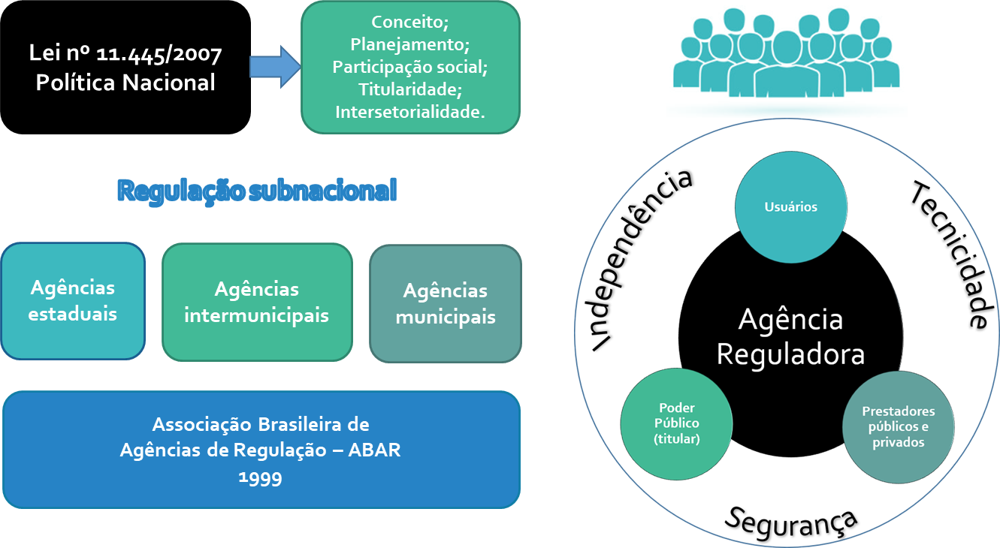 Lei nº 11.445/2007
Política Nacional
Conceito;
Planejamento;
Participação social;
Titularidade;
Intersetorialidade.
Regulação subnacional
Agências
estaduais
Agências
intermunicipais
Agências
municipais
Associação Brasileira de
Agências de Regulação – ABAR
1999
Independência
Tecnicidade
Usuários
Agência
Reguladora
Poder
Público
(titular)
Prestadores
públicos e
privados
Segurança